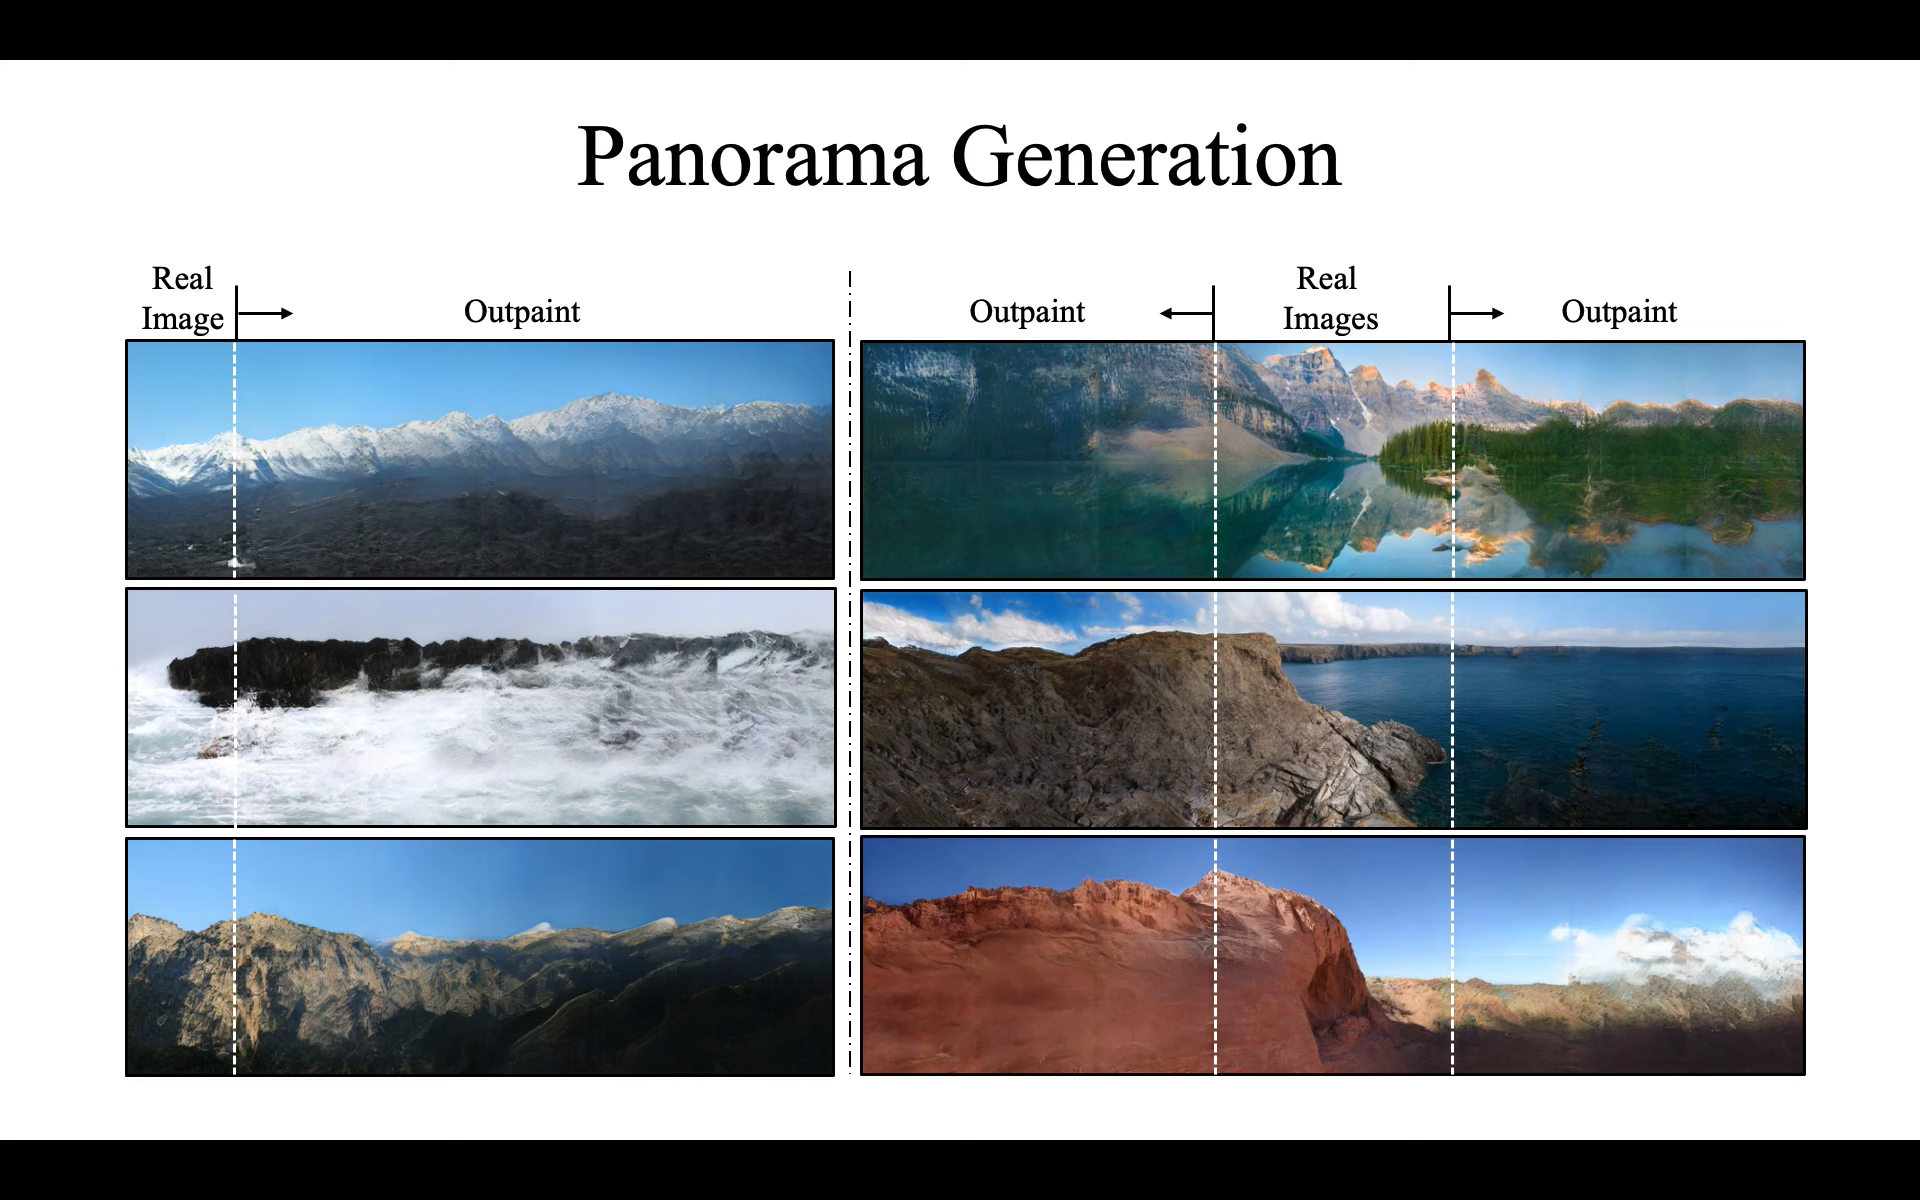 Panorama Generation
Real
Image
Outpaint
Outpaint
Real
Images
Outpaint